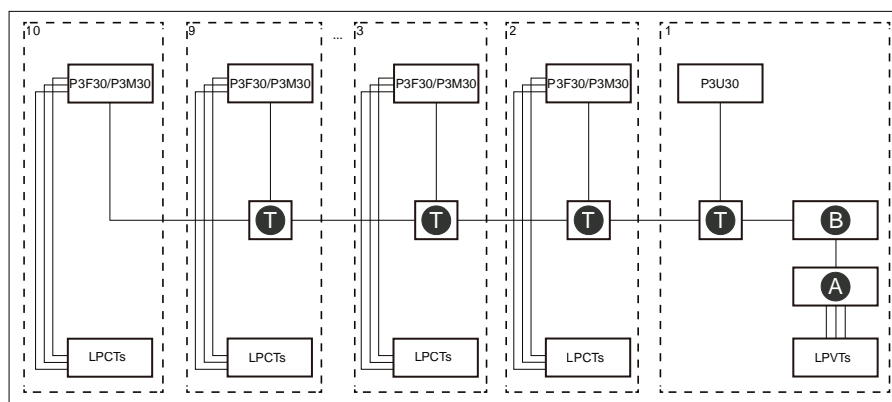 10 9 ... 3 2 1
P3F30/P3M30 P3F30/P3M30 P3F30/P3M30 P3F30/P3M30 P3U30
T T T T B
A
LPCTs LPCTs LPCTs LPCTs LPVTs